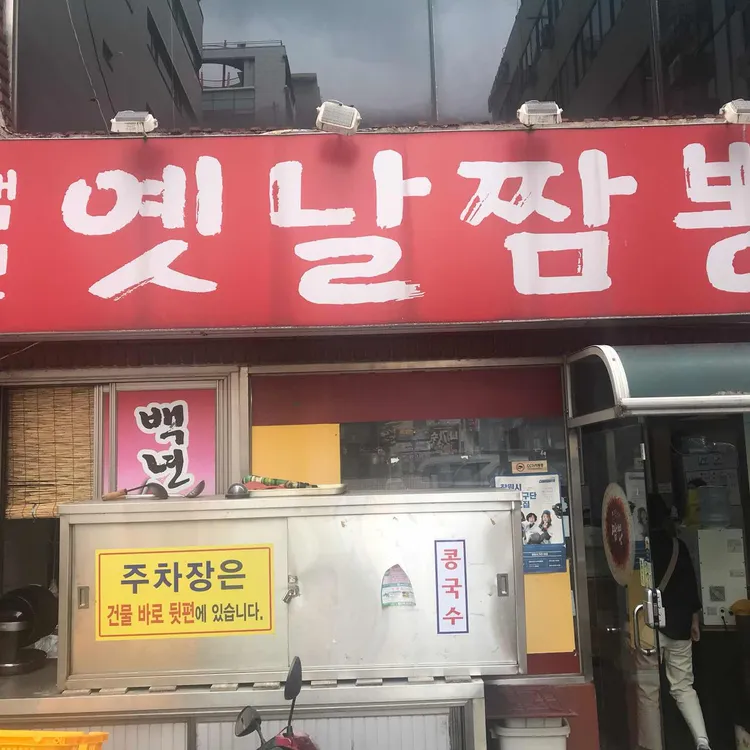 옛날짬뽕
백년
주차장은
건물 바로 뒷편에 있습니다.
콩국수